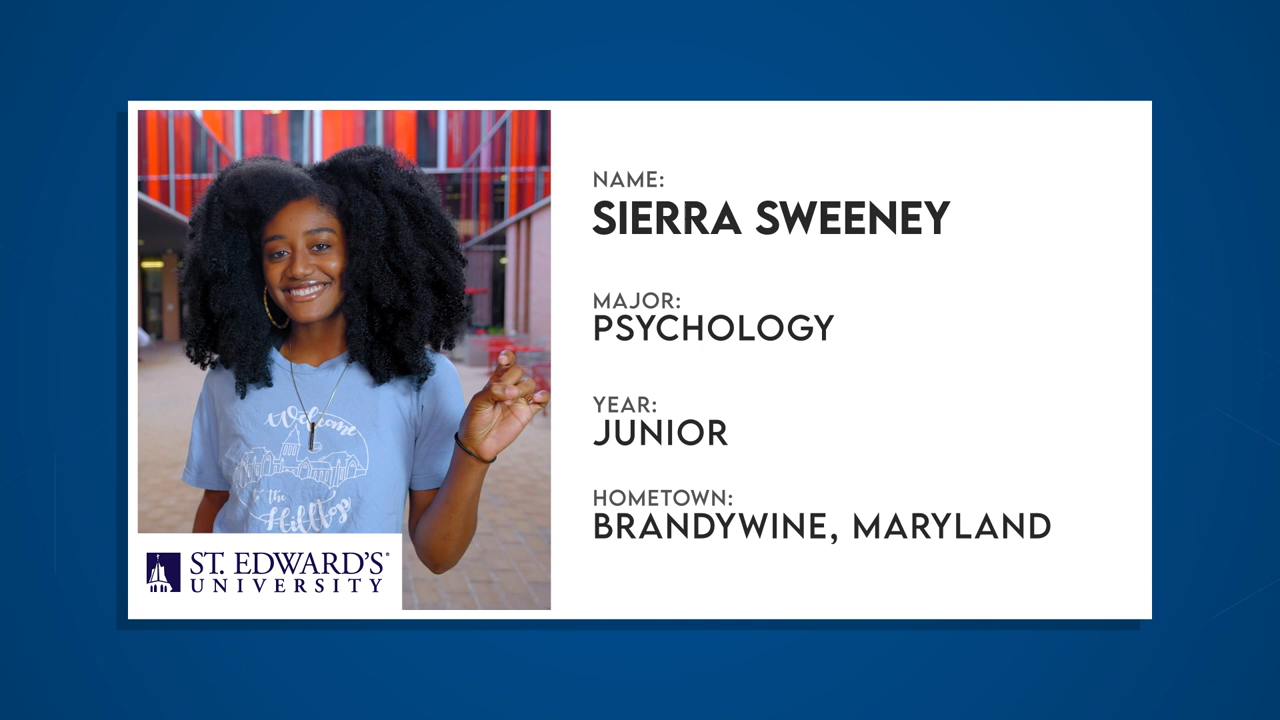 NAME:
SIERRA SWEENEY
MAJOR:
PSYCHOLOGY
YEAR:
JUNIOR
HOMETOWN:
BRANDYWINE, MARYLAND
Welcome
to the
Hilltop
ST. EDWARD'S®
UNIVERSITY